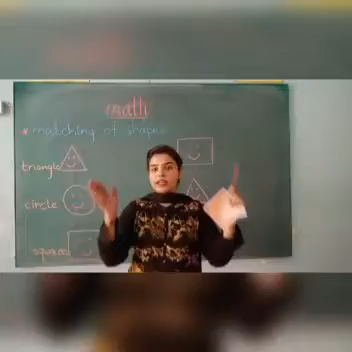 math
* matching of shapes
triangle
circle
square